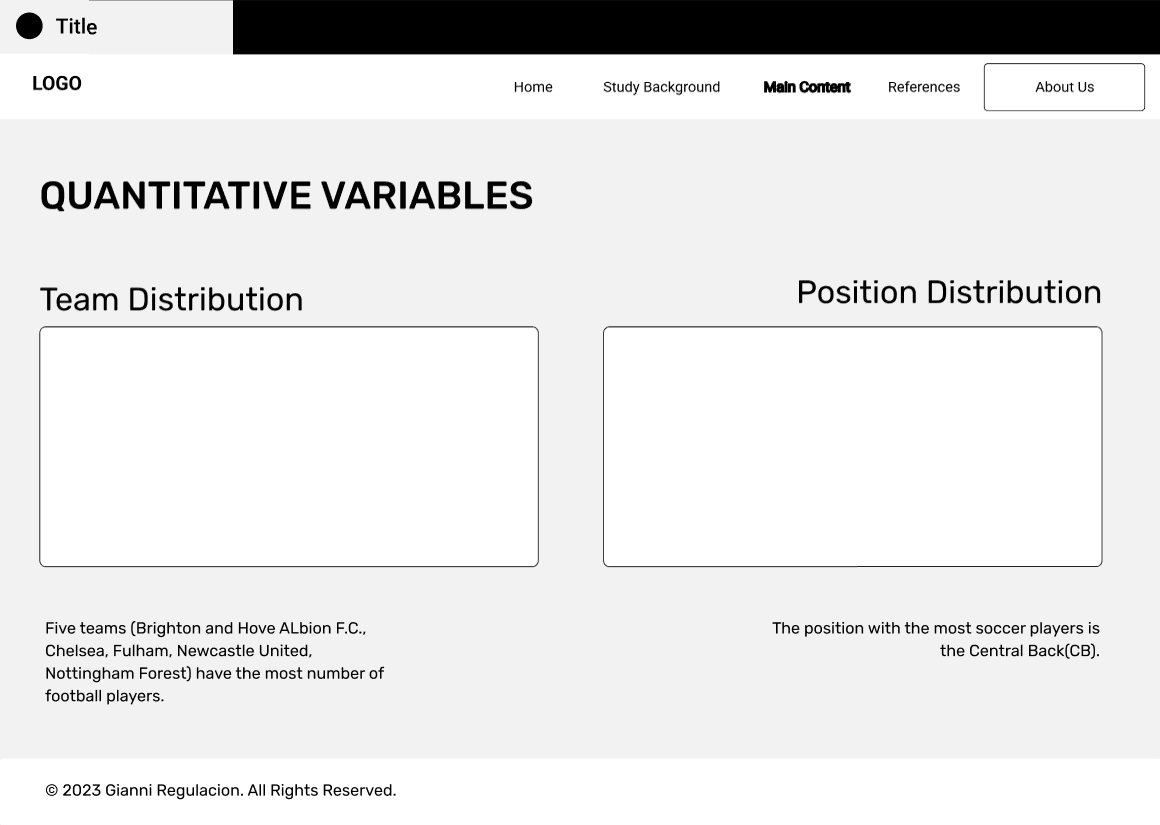 Title
LOGO
Home Study Background Main Content References About Us
QUANTITATIVE VARIABLES
Team Distribution
Position Distribution
Five teams (Brighton and Hove ALbion F.C.,
Chelsea, Fulham, Newcastle United,
Nottingham Forest) have the most number of
football players.
The position with the most soccer players is
the Central Back(CB).
© 2023 Gianni Regulacion. All Rights Reserved.